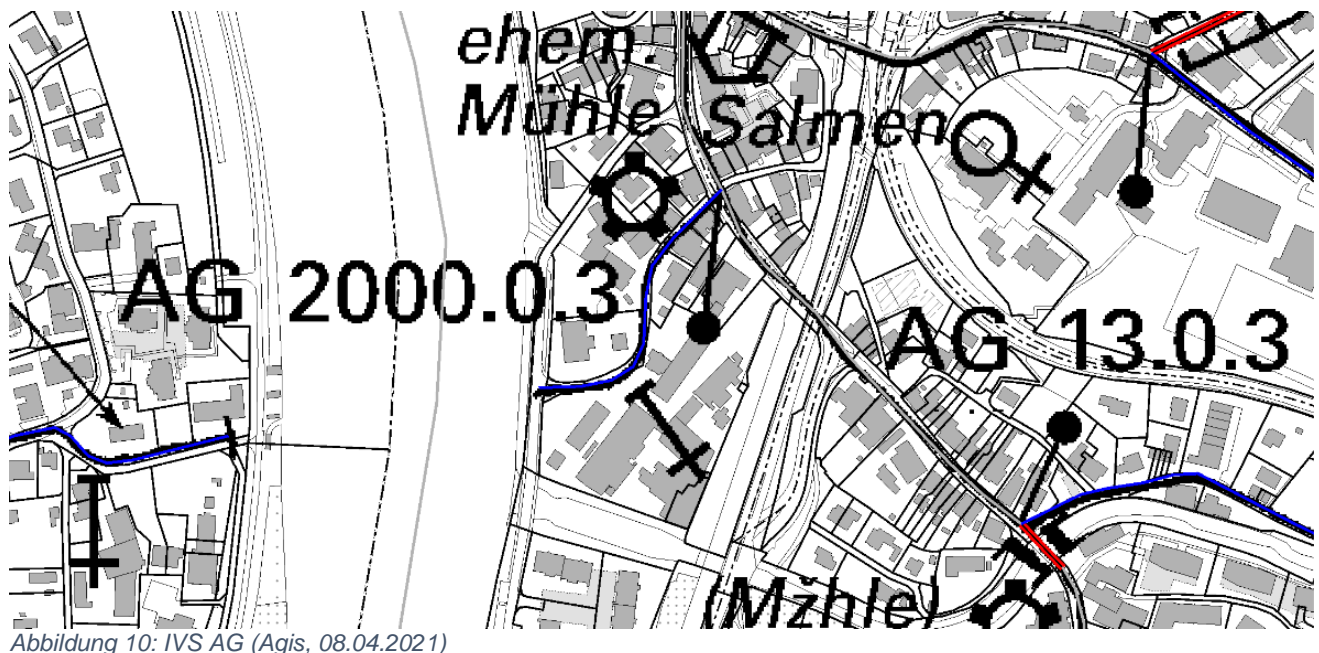 ehem.
Mühle
Salmen
AG 2000.0.3
AG 13.0.3
(Mžhle)
Abbildung 10: IVS AG (Agis, 08.04.2021)